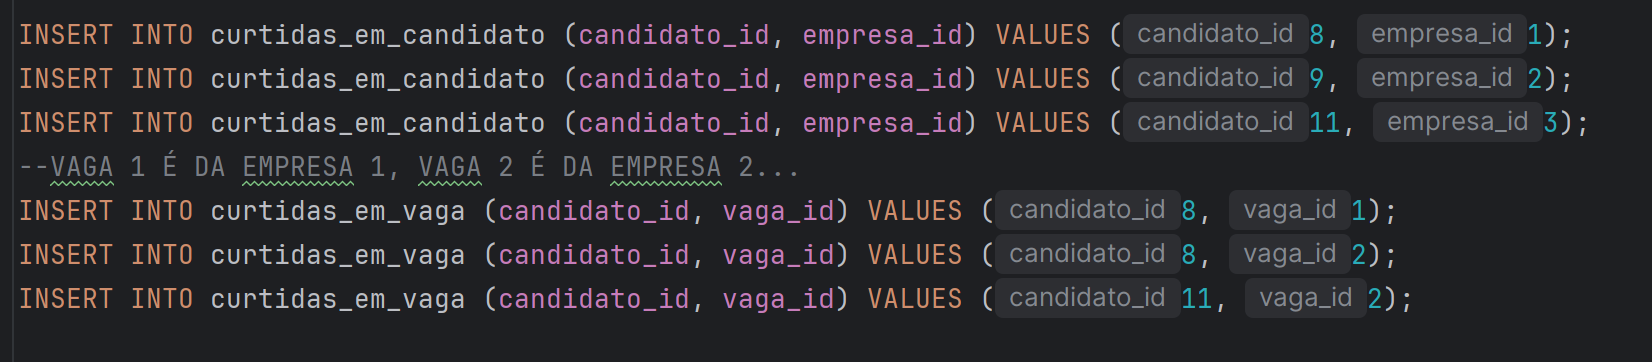 INSERT INTO curtidas_em_candidato (candidato_id, empresa_id) VALUES ( candidato_id 8, empresa_id 1);
INSERT INTO curtidas_em_candidato (candidato_id, empresa_id) VALUES ( candidato_id 9, empresa_id 2);
INSERT INTO curtidas_em_candidato (candidato_id, empresa_id) VALUES ( candidato_id 11, empresa_id 3);
--VAGA 1 É DA EMPRESA 1, VAGA 2 É DA EMPRESA 2...
INSERT INTO curtidas_em_vaga (candidato_id, vaga_id) VALUES ( candidato_id 8, vaga_id 1);
INSERT INTO curtidas_em_vaga (candidato_id, vaga_id) VALUES ( candidato_id 8, vaga_id 2);
INSERT INTO curtidas_em_vaga (candidato_id, vaga_id) VALUES ( candidato_id 11, vaga_id 2);